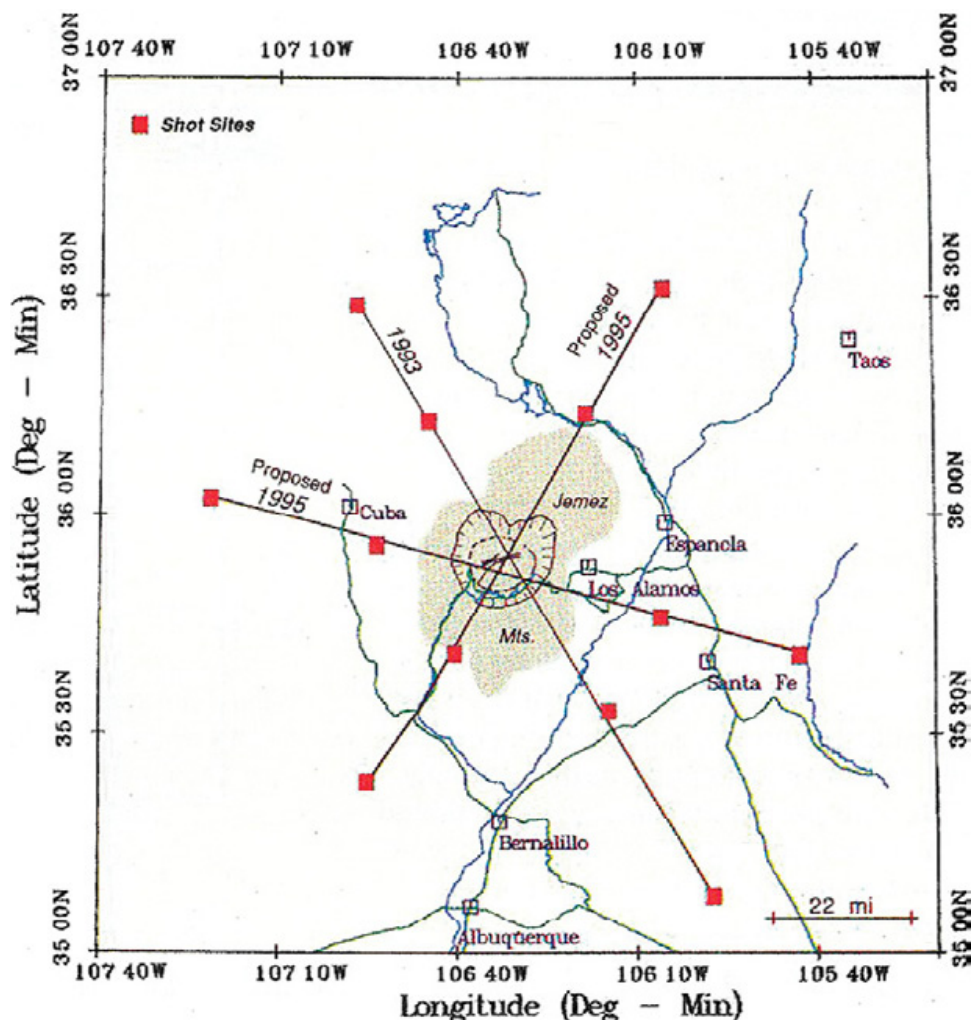 107 40W 107 10W 106 40W 106 10W 105 40W
37 00N 37 00N
Shot Sites
36 30N 36 30N
Proposed
1995
1993
Taos
Proposed
1995
Cuba
Jemez
36 00N 36 00N
Espanola
Los Alamos
Mts.
Santa Fe
35 30N 35 30N
Bernalillo
22 mi
Albuquerque
35 00N 35 00N
107 40W 107 10W 106 40W 106 10W 105 40W
Latitude (Deg - Min)
Longitude (Deg - Min)